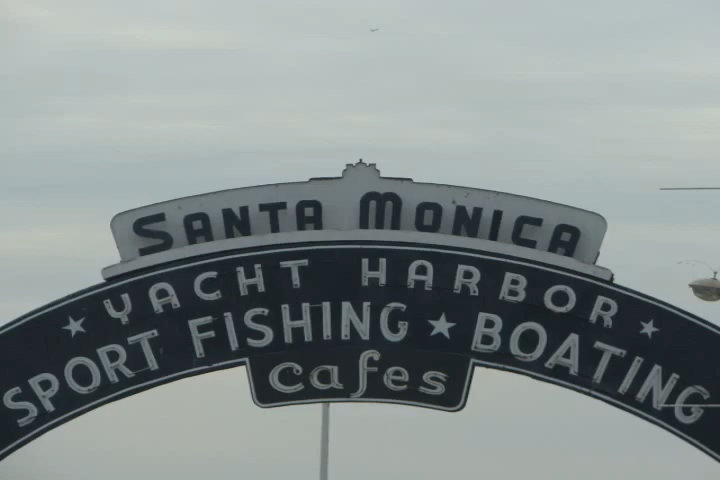 SANTA MONICA
★ YACHT HARBOR ★
SPORT FISHING ★ BOATING
cafes